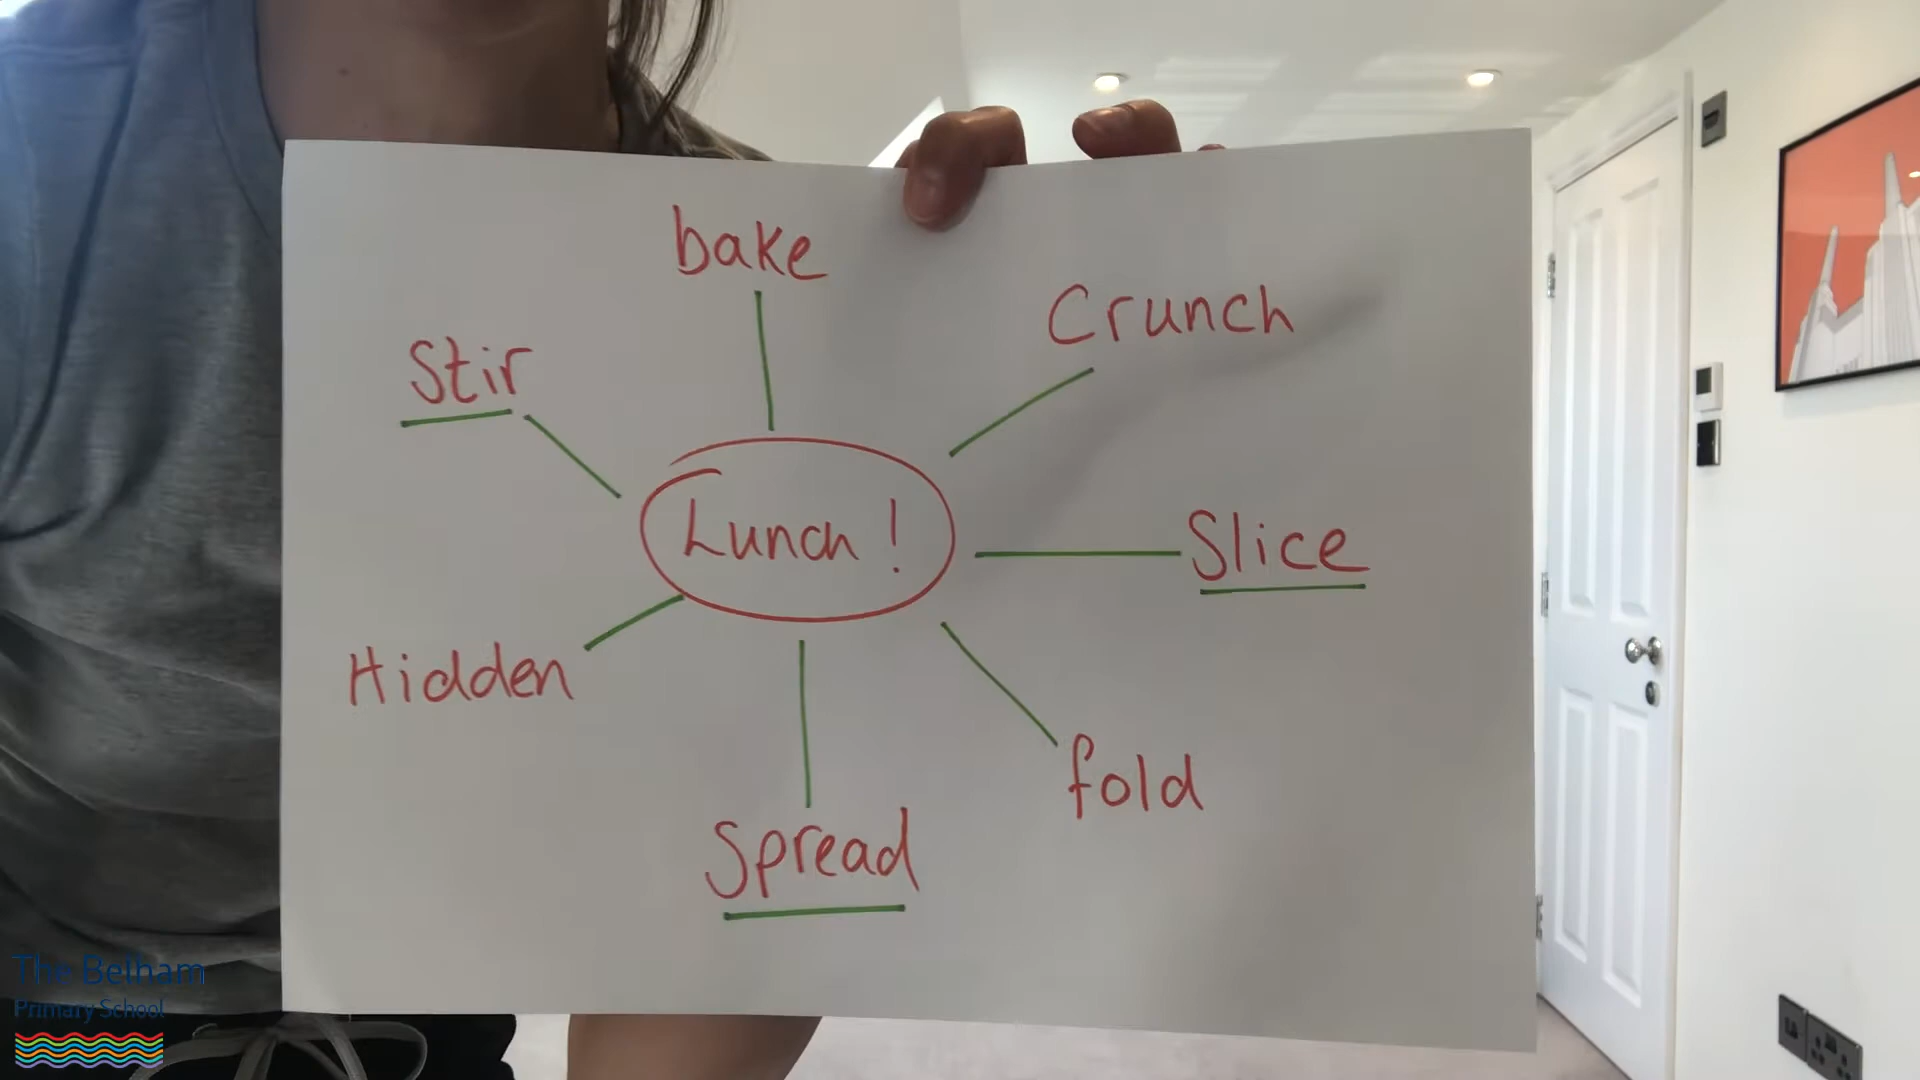 bake
Crunch
Stir
Lunch!
Slice
Hidden
fold
Spread
The Belham
Primary School